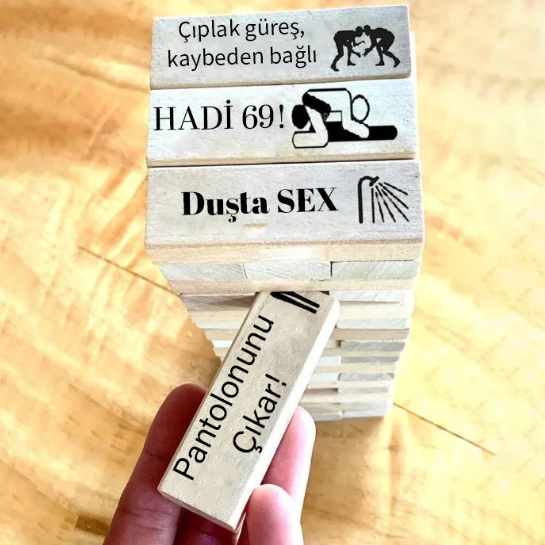 Çıplak güreş,
kaybeden bağlı
HADİ 69!
Duşta SEX
Pantolonunu
Çıkar!